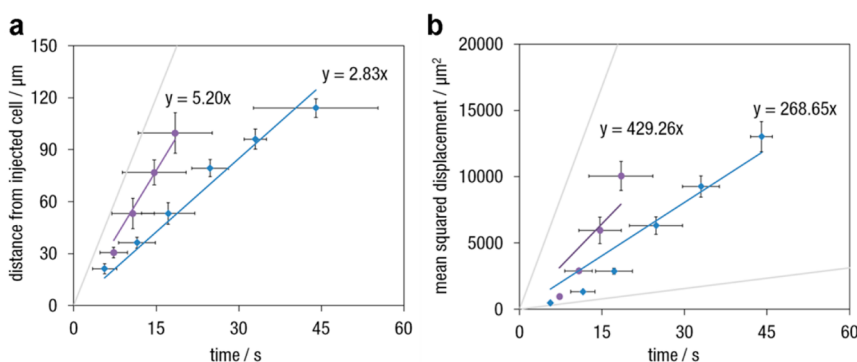 a
150
120
90
60
30
0
distance from injected cell / µm
y = 5.20x
y = 2.83x
0 15 30 45 60
time / s
b
20000
15000
10000
5000
0
mean squared displacement / µm²
y = 429.26x
y = 268.65x
0 15 30 45 60
time / s